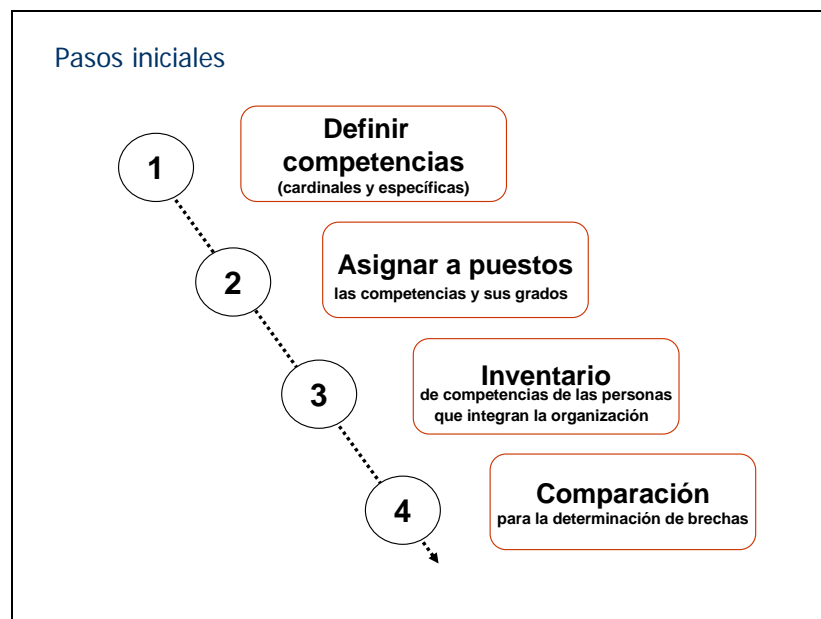 Pasos iniciales
1
Definir
competencias
(cardinales y específicas)
2
Asignar a puestos
las competencias y sus grados
3
Inventario
de competencias de las personas
que integran la organización
4
Comparación
para la determinación de brechas